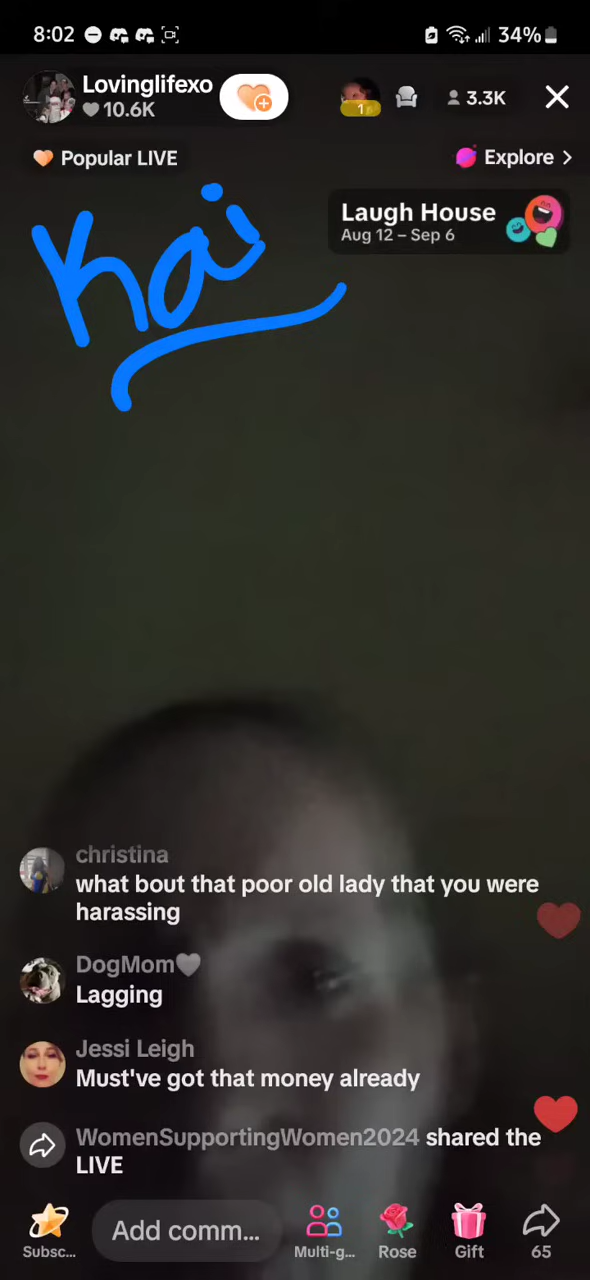 8:02
34%
Lovinglifexo
10.6K
1
3.3K
Popular LIVE
Explore >
Kai
Laugh House
Aug 12 – Sep 6
christina
what bout that poor old lady that you were
harassing
DogMom🩶
Lagging
Jessi Leigh
Must've got that money already
WomenSupportingWomen2024 shared the
LIVE
Subsc...
Add comm...
Multi-g...
Rose
Gift
65